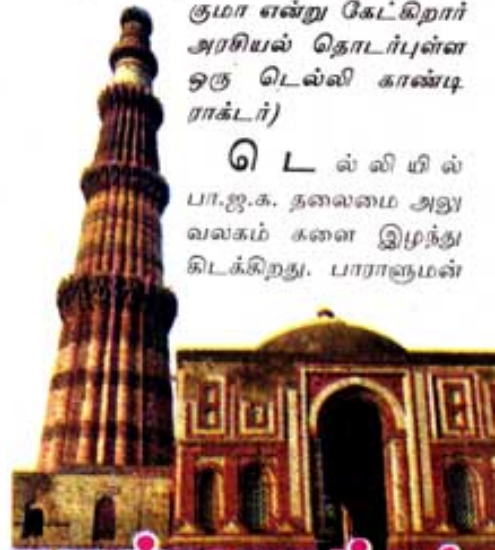 குமா என்று கேட்கிறார்
அரசியல் தொடர்புள்ள
ஒரு டெல்லி காண்டி
ராக்டர்)
டெல்லியில்
பா.ஜ.க. தலைமை அலு
வலகம் களை இழந்து
கிடக்கிறது. பாராளுமன்